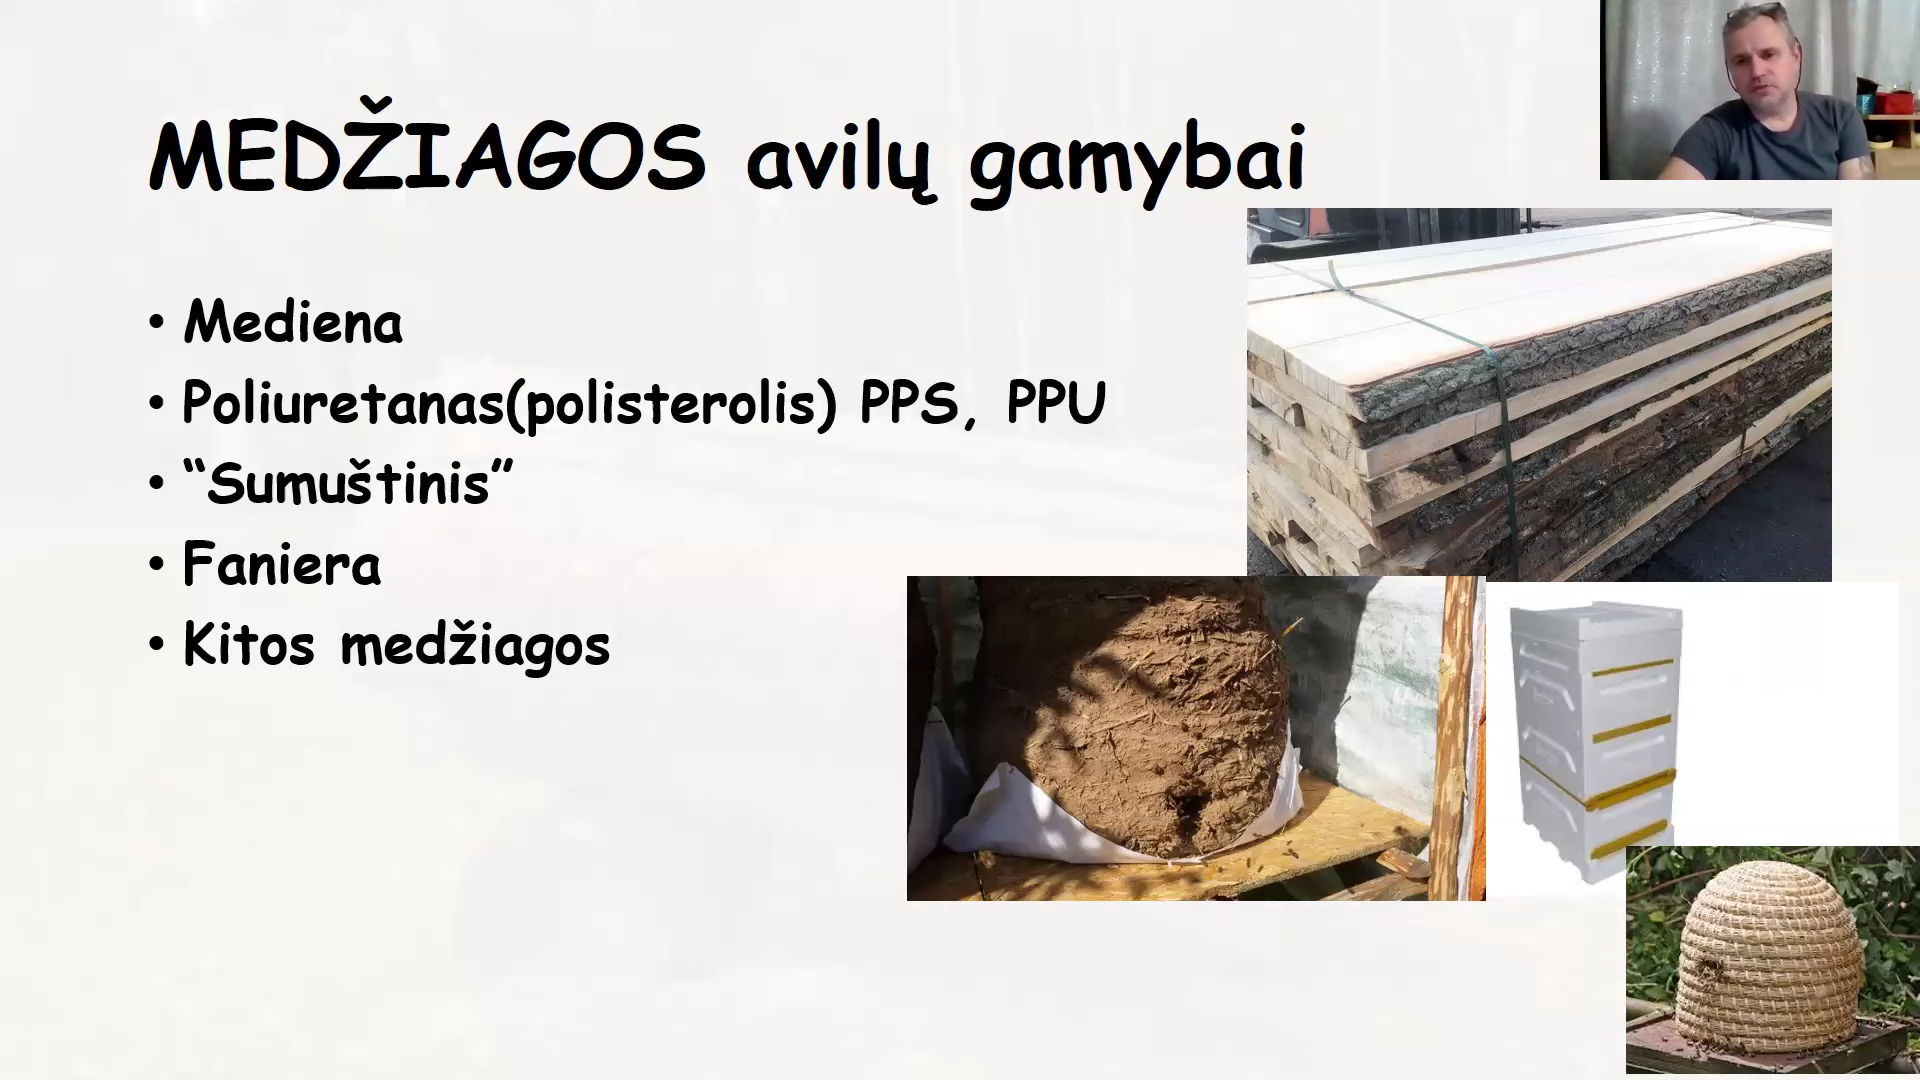 MEDŽIAGOS avilų gamybai
• Mediena
• Poliuretanas(polisterolis) PPS, PPU
• “Sumuštinis”
• Faniera
• Kitos medžiagos